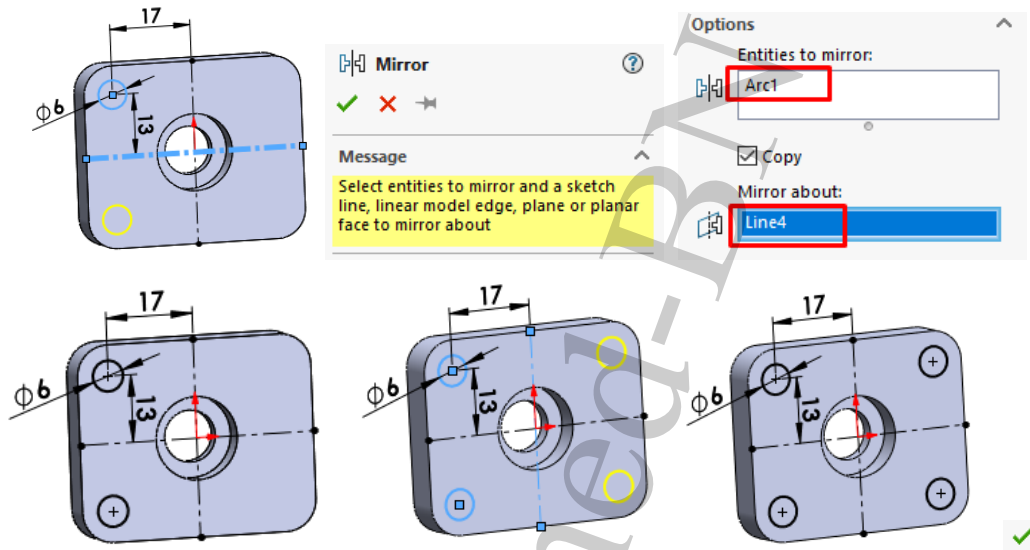 17
ϕ6
13
Mirror
?
Message
Select entities to mirror and a sketch
line, linear model edge, plane or planar
face to mirror about
Options
Entities to mirror:
Arc1
Copy
Mirror about:
Line4
17
ϕ6
13
17
ϕ6
13
17
ϕ6
13